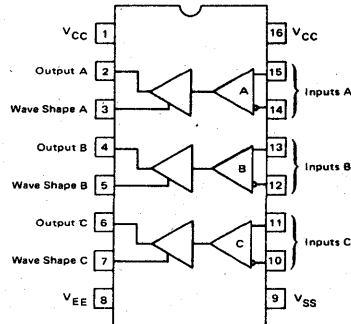 VCC 1 16 VCC
Output A 2 15
Wave Shape A 3 A 14 Inputs A
Output B 4 13
Wave Shape B 5 B 12 Inputs B
Output C 6 11
Wave Shape C 7 C 10 Inputs C
VEE 8 9 VSS